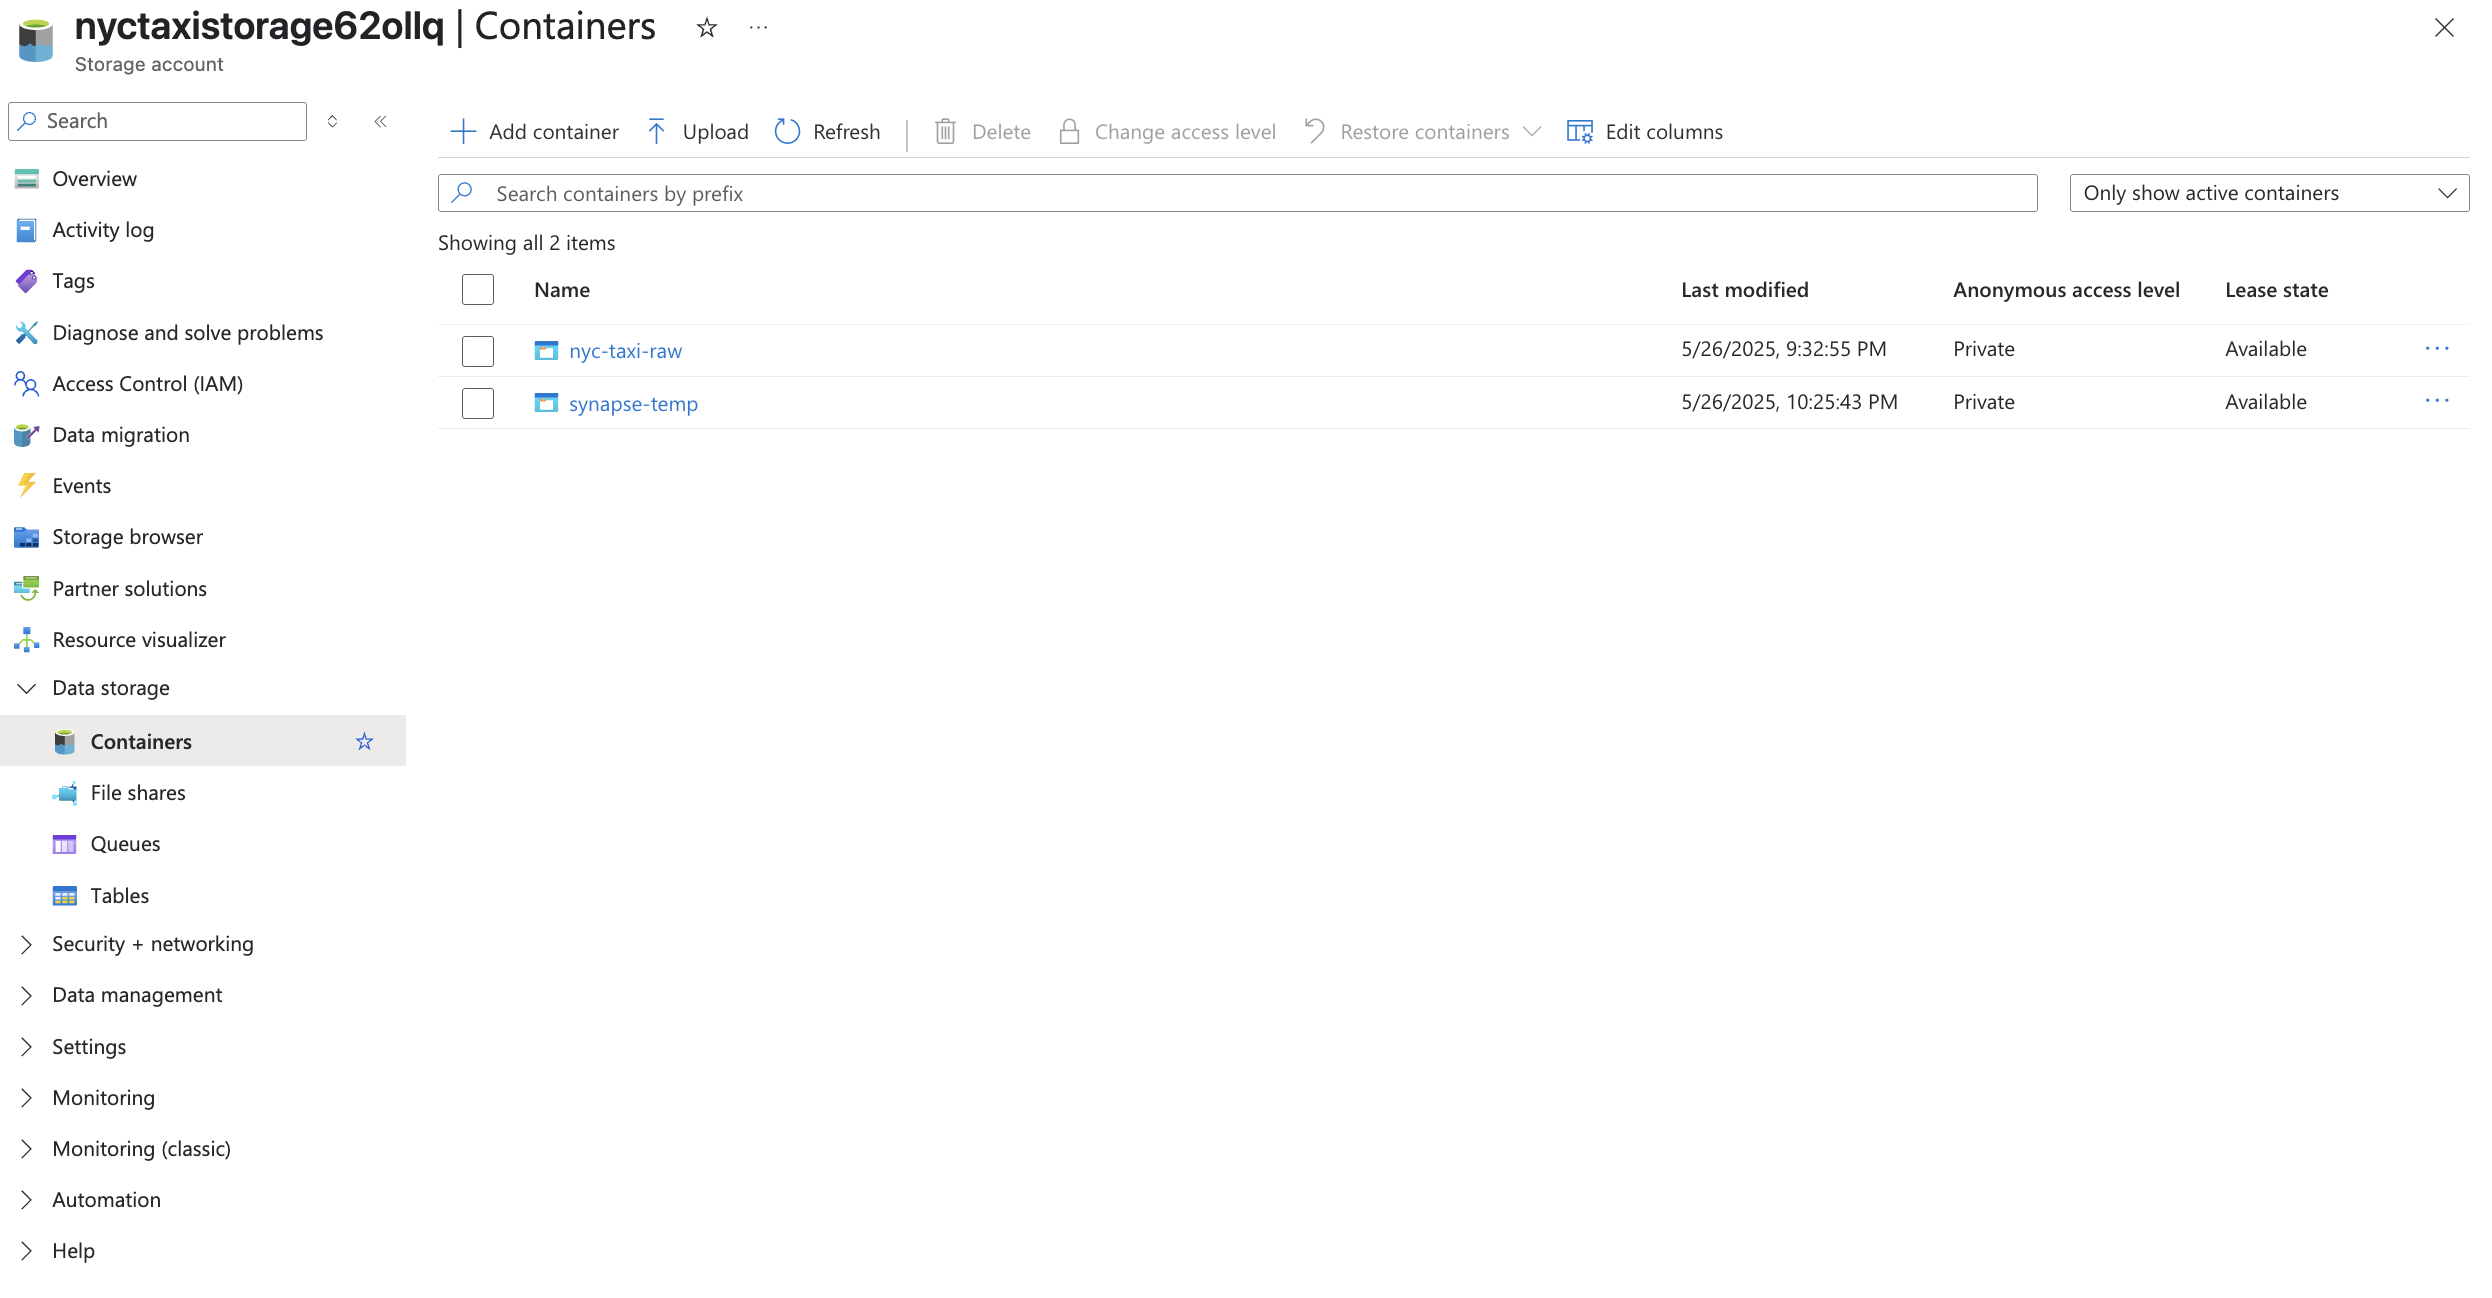 nyctaxistorage62ollq | Containers
Storage account
Search
Overview
Activity log
Tags
Diagnose and solve problems
Access Control (IAM)
Data migration
Events
Storage browser
Partner solutions
Resource visualizer
Data storage
Containers
File shares
Queues
Tables
Security + networking
Data management
Settings
Monitoring
Monitoring (classic)
Automation
Help
Add container Upload Refresh Delete Change access level Restore containers Edit columns
Search containers by prefix Only show active containers
Showing all 2 items
Name Last modified Anonymous access level Lease state
nyc-taxi-raw 5/26/2025, 9:32:55 PM Private Available
synapse-temp 5/26/2025, 10:25:43 PM Private Available